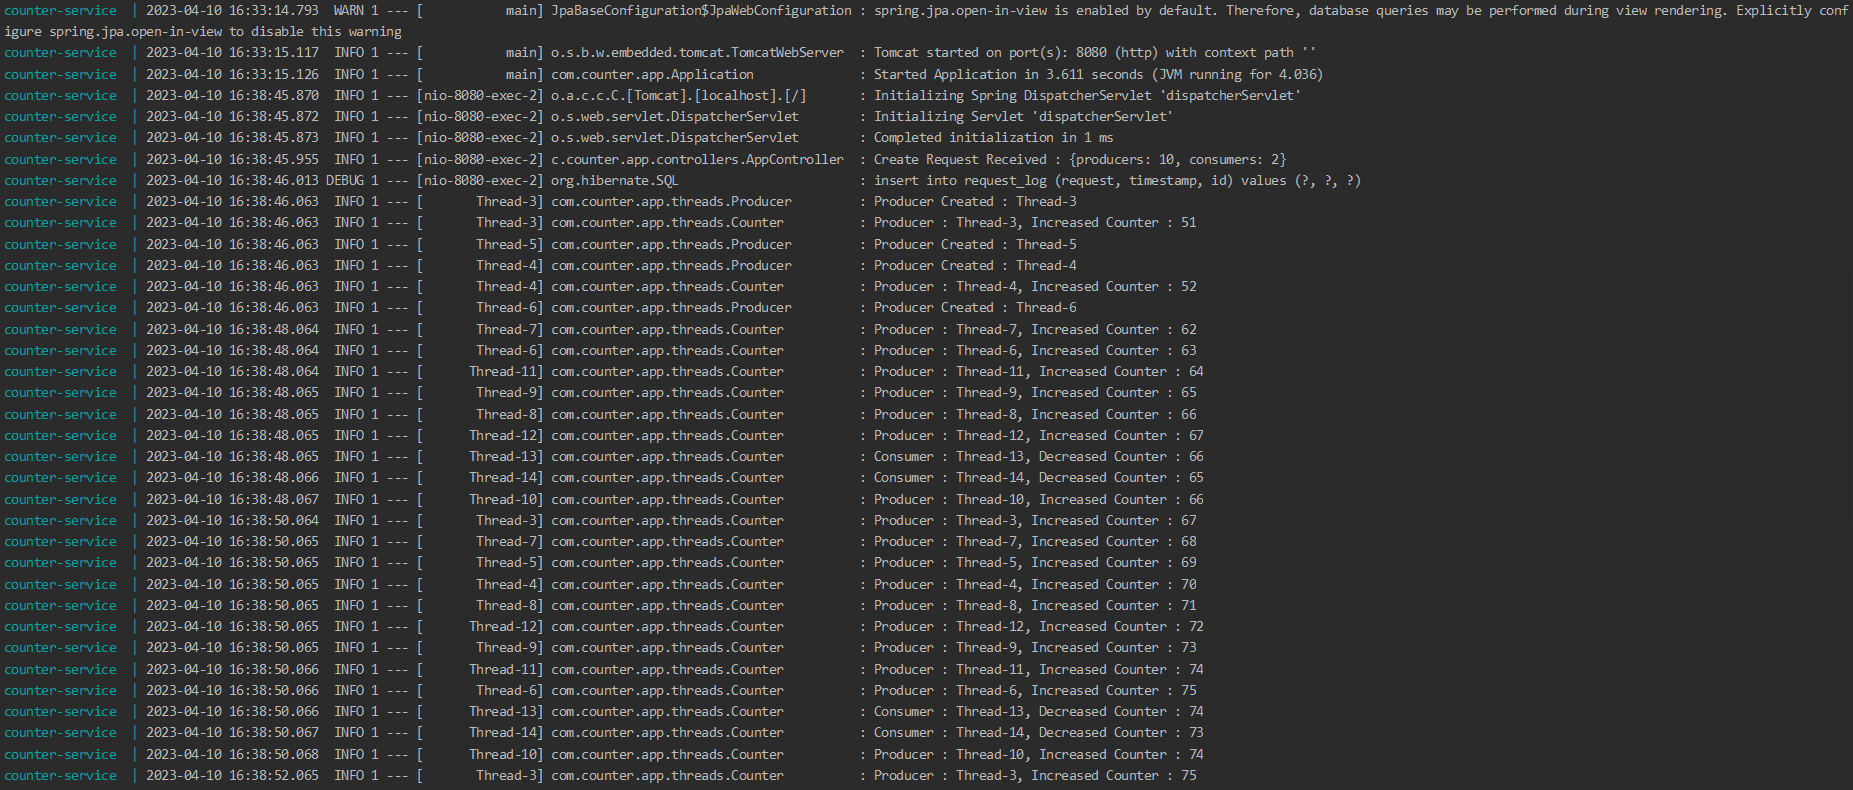 counter-service  | 2023-04-10 16:33:14.793  WARN 1 --- [           main] JpaBaseConfiguration$JpaWebConfiguration : spring.jpa.open-in-view is enabled by default. Therefore, database queries may be performed during view rendering. Explicitly conf
igure spring.jpa.open-in-view to disable this warning
counter-service  | 2023-04-10 16:33:15.117  INFO 1 --- [           main] o.s.b.w.embedded.tomcat.TomcatWebServer  : Tomcat started on port(s): 8080 (http) with context path ''
counter-service  | 2023-04-10 16:33:15.126  INFO 1 --- [           main] com.counter.app.Application              : Started Application in 3.611 seconds (JVM running for 4.036)
counter-service  | 2023-04-10 16:38:45.870  INFO 1 --- [nio-8080-exec-2] o.a.c.c.C.[Tomcat].[localhost].[/]       : Initializing Spring DispatcherServlet 'dispatcherServlet'
counter-service  | 2023-04-10 16:38:45.872  INFO 1 --- [nio-8080-exec-2] o.s.web.servlet.DispatcherServlet        : Initializing Servlet 'dispatcherServlet'
counter-service  | 2023-04-10 16:38:45.873  INFO 1 --- [nio-8080-exec-2] o.s.web.servlet.DispatcherServlet        : Completed initialization in 1 ms
counter-service  | 2023-04-10 16:38:45.955  INFO 1 --- [nio-8080-exec-2] c.counter.app.controllers.AppController  : Create Request Received : {producers: 10, consumers: 2}
counter-service  | 2023-04-10 16:38:46.013 DEBUG 1 --- [nio-8080-exec-2] org.hibernate.SQL                        : insert into request_log (request, timestamp, id) values (?, ?, ?)
counter-service  | 2023-04-10 16:38:46.063  INFO 1 --- [       Thread-3] com.counter.app.threads.Producer         : Producer Created : Thread-3
counter-service  | 2023-04-10 16:38:46.063  INFO 1 --- [       Thread-3] com.counter.app.threads.Counter          : Producer : Thread-3, Increased Counter : 51
counter-service  | 2023-04-10 16:38:46.063  INFO 1 --- [       Thread-5] com.counter.app.threads.Producer         : Producer Created : Thread-5
counter-service  | 2023-04-10 16:38:46.063  INFO 1 --- [       Thread-4] com.counter.app.threads.Producer         : Producer Created : Thread-4
counter-service  | 2023-04-10 16:38:46.063  INFO 1 --- [       Thread-4] com.counter.app.threads.Counter          : Producer : Thread-4, Increased Counter : 52
counter-service  | 2023-04-10 16:38:46.063  INFO 1 --- [       Thread-6] com.counter.app.threads.Producer         : Producer Created : Thread-6
counter-service  | 2023-04-10 16:38:48.064  INFO 1 --- [       Thread-7] com.counter.app.threads.Counter          : Producer : Thread-7, Increased Counter : 62
counter-service  | 2023-04-10 16:38:48.064  INFO 1 --- [       Thread-6] com.counter.app.threads.Counter          : Producer : Thread-6, Increased Counter : 63
counter-service  | 2023-04-10 16:38:48.064  INFO 1 --- [      Thread-11] com.counter.app.threads.Counter          : Producer : Thread-11, Increased Counter : 64
counter-service  | 2023-04-10 16:38:48.065  INFO 1 --- [       Thread-9] com.counter.app.threads.Counter          : Producer : Thread-9, Increased Counter : 65
counter-service  | 2023-04-10 16:38:48.065  INFO 1 --- [       Thread-8] com.counter.app.threads.Counter          : Producer : Thread-8, Increased Counter : 66
counter-service  | 2023-04-10 16:38:48.065  INFO 1 --- [      Thread-12] com.counter.app.threads.Counter          : Producer : Thread-12, Increased Counter : 67
counter-service  | 2023-04-10 16:38:48.065  INFO 1 --- [      Thread-13] com.counter.app.threads.Counter          : Consumer : Thread-13, Decreased Counter : 66
counter-service  | 2023-04-10 16:38:48.066  INFO 1 --- [      Thread-14] com.counter.app.threads.Counter          : Consumer : Thread-14, Decreased Counter : 65
counter-service  | 2023-04-10 16:38:48.067  INFO 1 --- [      Thread-10] com.counter.app.threads.Counter          : Producer : Thread-10, Increased Counter : 66
counter-service  | 2023-04-10 16:38:50.064  INFO 1 --- [       Thread-3] com.counter.app.threads.Counter          : Producer : Thread-3, Increased Counter : 67
counter-service  | 2023-04-10 16:38:50.065  INFO 1 --- [       Thread-7] com.counter.app.threads.Counter          : Producer : Thread-7, Increased Counter : 68
counter-service  | 2023-04-10 16:38:50.065  INFO 1 --- [       Thread-5] com.counter.app.threads.Counter          : Producer : Thread-5, Increased Counter : 69
counter-service  | 2023-04-10 16:38:50.065  INFO 1 --- [       Thread-4] com.counter.app.threads.Counter          : Producer : Thread-4, Increased Counter : 70
counter-service  | 2023-04-10 16:38:50.065  INFO 1 --- [       Thread-8] com.counter.app.threads.Counter          : Producer : Thread-8, Increased Counter : 71
counter-service  | 2023-04-10 16:38:50.065  INFO 1 --- [      Thread-12] com.counter.app.threads.Counter          : Producer : Thread-12, Increased Counter : 72
counter-service  | 2023-04-10 16:38:50.065  INFO 1 --- [       Thread-9] com.counter.app.threads.Counter          : Producer : Thread-9, Increased Counter : 73
counter-service  | 2023-04-10 16:38:50.066  INFO 1 --- [      Thread-11] com.counter.app.threads.Counter          : Producer : Thread-11, Increased Counter : 74
counter-service  | 2023-04-10 16:38:50.066  INFO 1 --- [       Thread-6] com.counter.app.threads.Counter          : Producer : Thread-6, Increased Counter : 75
counter-service  | 2023-04-10 16:38:50.066  INFO 1 --- [      Thread-13] com.counter.app.threads.Counter          : Consumer : Thread-13, Decreased Counter : 74
counter-service  | 2023-04-10 16:38:50.067  INFO 1 --- [      Thread-14] com.counter.app.threads.Counter          : Consumer : Thread-14, Decreased Counter : 73
counter-service  | 2023-04-10 16:38:50.068  INFO 1 --- [      Thread-10] com.counter.app.threads.Counter          : Producer : Thread-10, Increased Counter : 74
counter-service  | 2023-04-10 16:38:52.065  INFO 1 --- [       Thread-3] com.counter.app.threads.Counter          : Producer : Thread-3, Increased Counter : 75